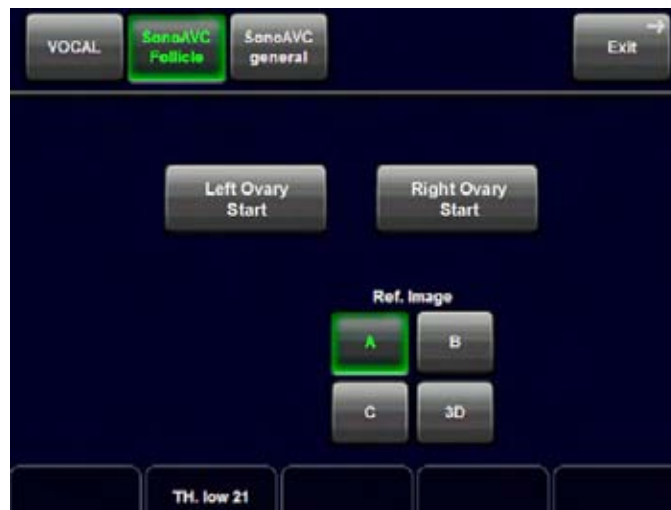 VOCAL
SonoAVC
Follicle
SonoAVC
general
Exit
Left Ovary
Start
Right Ovary
Start
Ref. Image
A
B
C
3D
TH. low 21